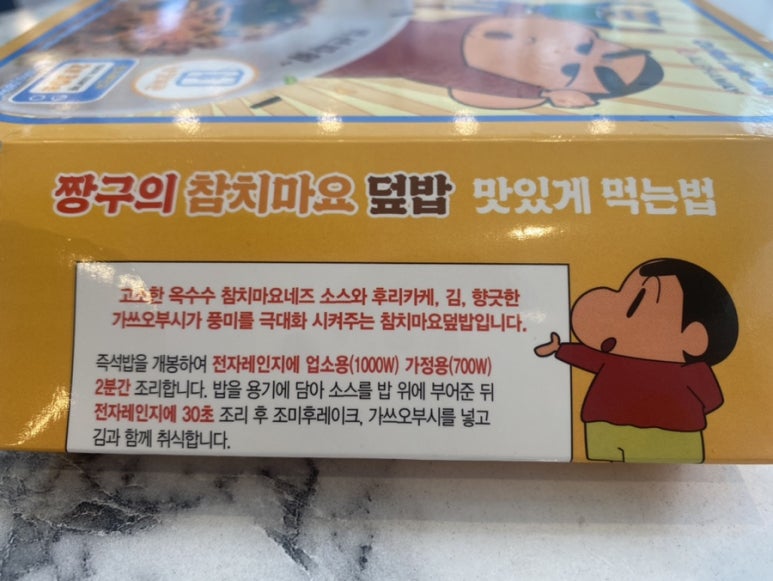 짱구의 참치마요 덮밥 맛있게 먹는법
고소한 옥수수 참치마요네즈 소스와 후리카케, 김, 향긋한
가쓰오부시가 풍미를 극대화 시켜주는 참치마요덮밥입니다.
즉석밥을 개봉하여 전자레인지에 업소용(1000W) 가정용(700W)
2분간 조리합니다. 밥을 용기에 담아 소스를 밥 위에 부어준 뒤
전자레인지에 30초 조리 후 조미후레이크, 가쓰오부시를 넣고
김과 함께 취식합니다.